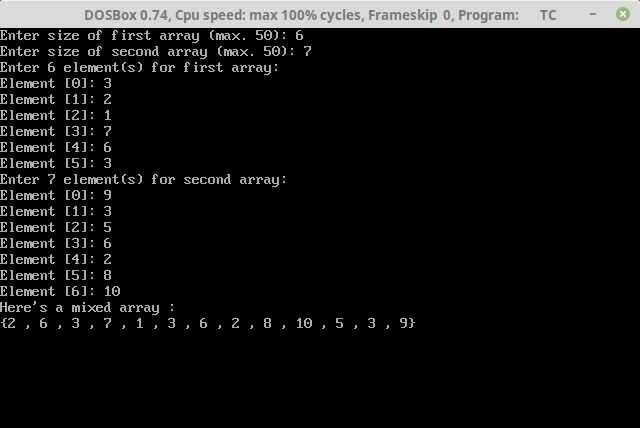 DOSBox 0.74, Cpu speed: max 100% cycles, Frameskip 0, Program: TC
Enter size of first array (max. 50): 6
Enter size of second array (max. 50): 7
Enter 6 element(s) for first array:
Element [0]: 3
Element [1]: 2
Element [2]: 1
Element [3]: 7
Element [4]: 6
Element [5]: 3
Enter 7 element(s) for second array:
Element [0]: 9
Element [1]: 3
Element [2]: 5
Element [3]: 6
Element [4]: 2
Element [5]: 8
Element [6]: 10
Here's a mixed array :
{2 , 6 , 3 , 7 , 1 , 3 , 6 , 2 , 8 , 10 , 5 , 3 , 9}